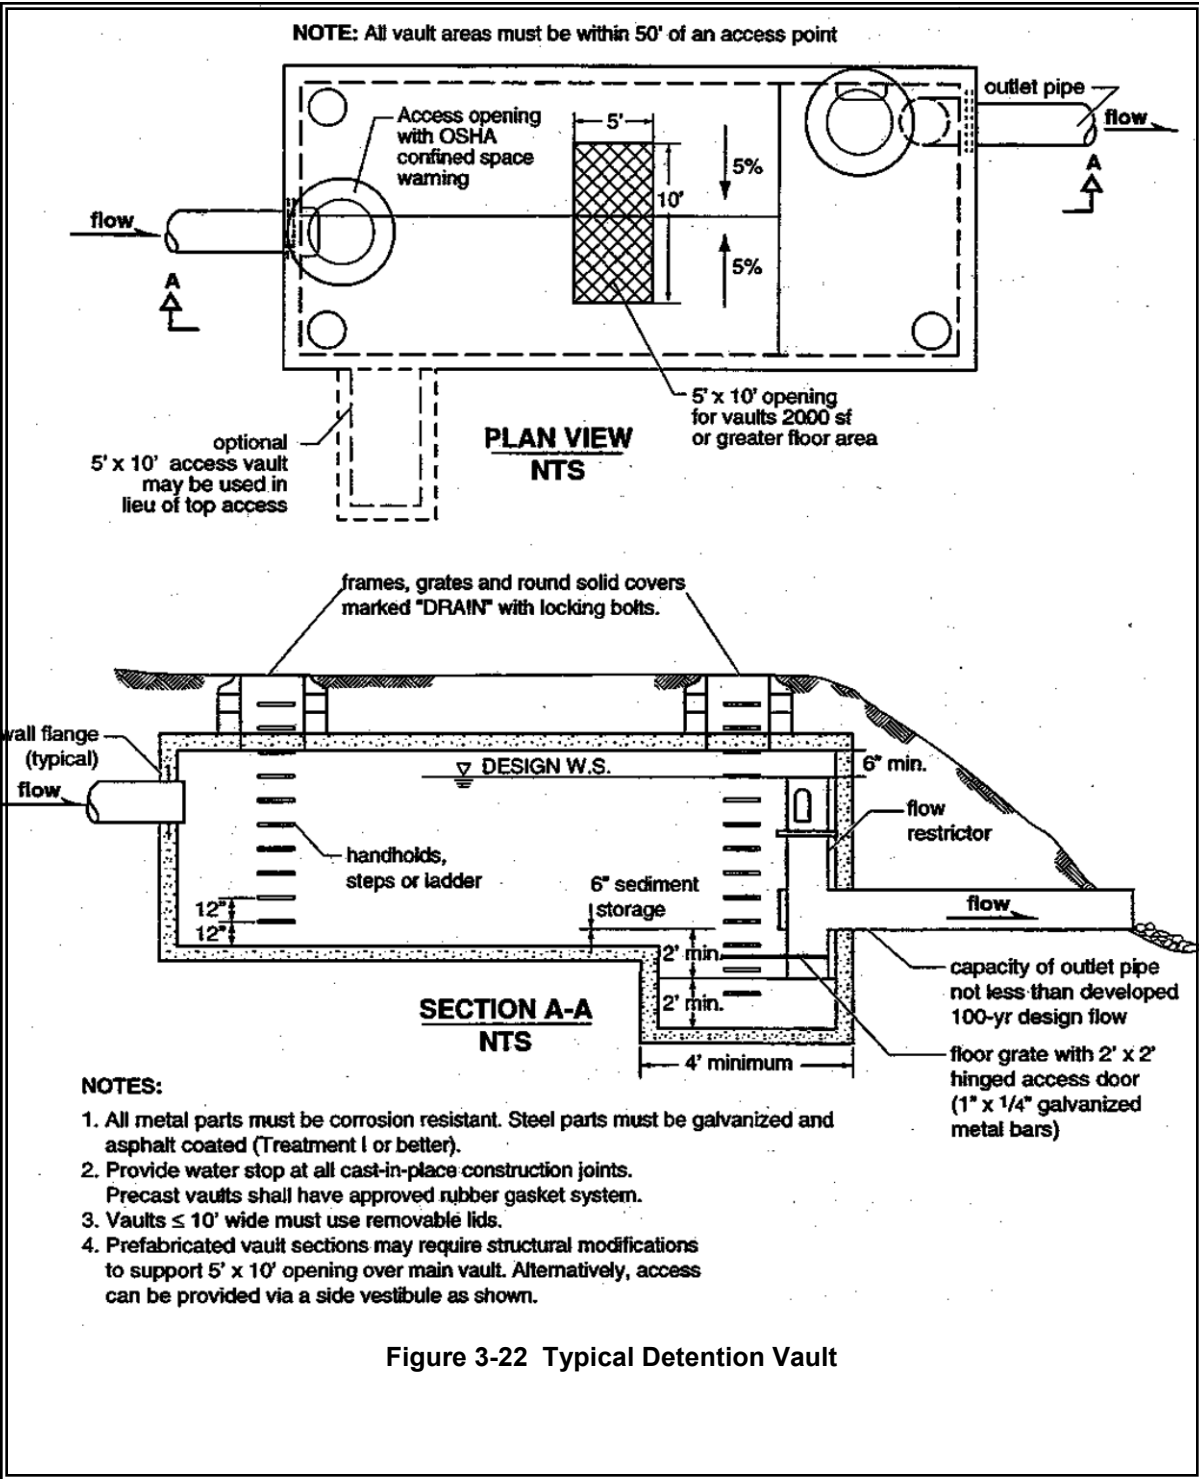 NOTE: All vault areas must be within 50' of an access point
outlet pipe
flow
A
Access opening
with OSHA
confined space
warning
5'
10'
5%
5%
flow
A
5' x 10' opening
for vaults 2000 sf
or greater floor area
PLAN VIEW
NTS
optional
5' x 10' access vault
may be used in
lieu of top access
frames, grates and round solid covers
marked "DRAIN" with locking bolts.
wall flange
(typical)
flow
DESIGN W.S.
6" min.
flow
restrictor
handholds,
steps or ladder
6" sediment
storage
12"
12"
flow
2' min.
2' min.
capacity of outlet pipe
not less than developed
100-yr design flow
SECTION A-A
NTS
4' minimum
floor grate with 2' x 2'
hinged access door
(1" x 1/4" galvanized
metal bars)
NOTES:
1. All metal parts must be corrosion resistant. Steel parts must be galvanized and
asphalt coated (Treatment I or better).
2. Provide water stop at all cast-in-place construction joints.
Precast vaults shall have approved rubber gasket system.
3. Vaults ≤ 10' wide must use removable lids.
4. Prefabricated vault sections may require structural modifications
to support 5' x 10' opening over main vault. Alternatively, access
can be provided via a side vestibule as shown.
Figure 3-22 Typical Detention Vault